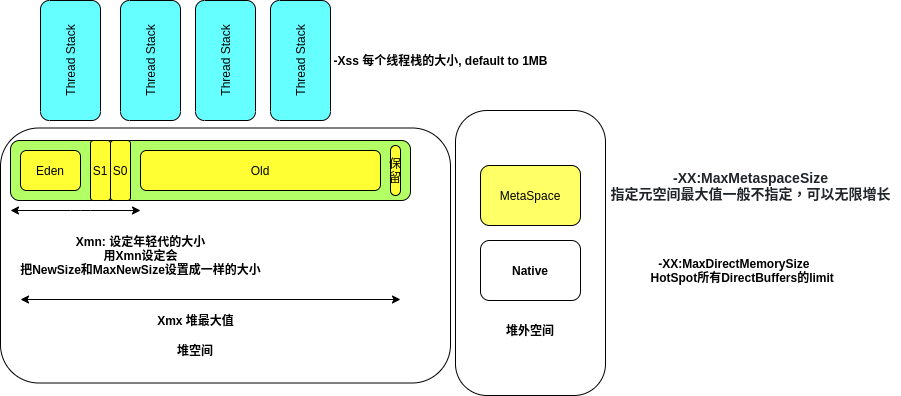 Thread Stack
Thread Stack
Thread Stack
Thread Stack
-Xss 每个线程栈的大小, default to 1MB
Eden
S1
S0
Old
保
留
Xmn: 设定年轻代的大小
用Xmn设定会
把NewSize和MaxNewSize设置成一样的大小
Xmx 堆最大值
堆空间
MetaSpace
Native
堆外空间
-XX:MaxMetaspaceSize
指定元空间最大值一般不指定，可以无限增长
-XX:MaxDirectMemorySize
HotSpot所有DirectBuffers的limit